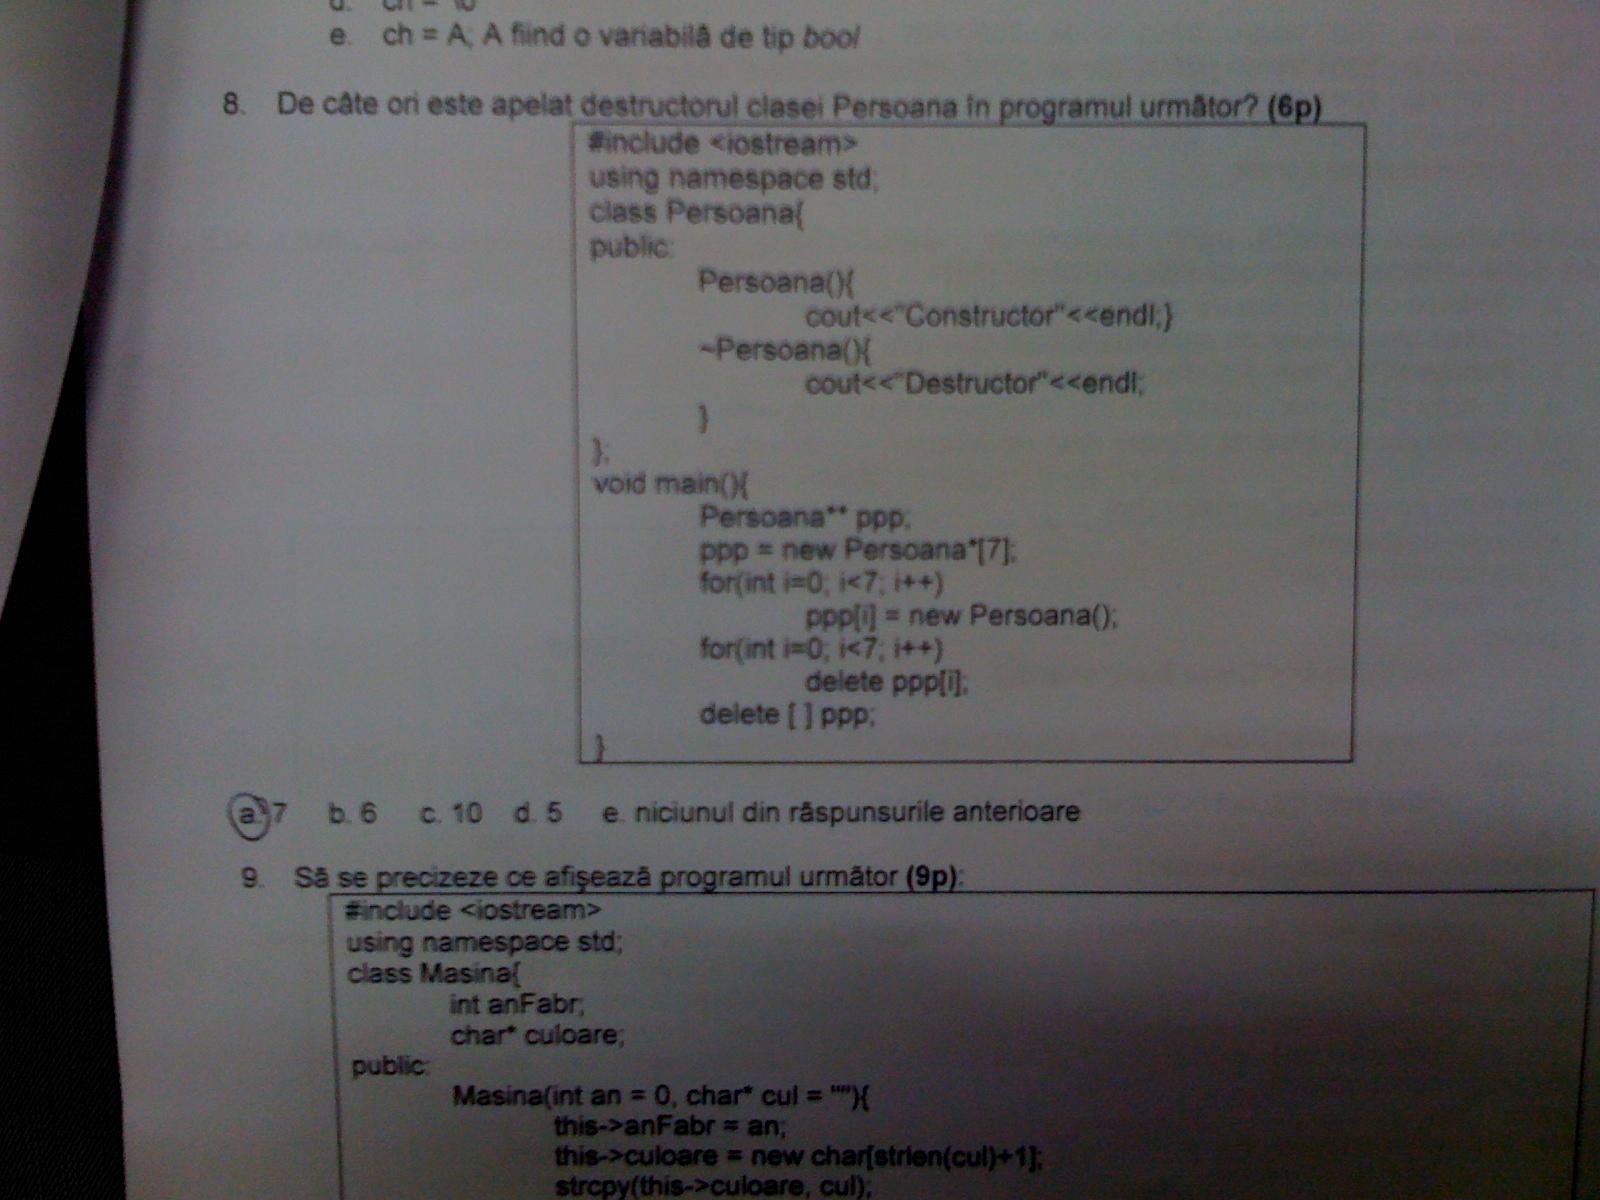 e. ch = A; A fiind o variabilă de tip bool
8. De câte ori este apelat destructorul clasei Persoana în programul următor? (6p)
#include <iostream>
using namespace std;
class Persoana{
public:
Persoana(){
cout<<"Constructor"<<endl;}
~Persoana(){
cout<<"Destructor"<<endl;
}
};
void main(){
Persoana** ppp;
ppp = new Persoana*[7];
for(int i=0; i<7; i++)
ppp[i] = new Persoana();
for(int i=0; i<7; i++)
delete ppp[i];
delete [ ] ppp;
}
a. 7 b. 6 c. 10 d. 5 e. niciunul din răspunsurile anterioare
9. Să se precizeze ce afişează programul următor (9p):
#include <iostream>
using namespace std;
class Masina{
int anFabr;
char* culoare;
public:
Masina(int an = 0, char* cul = ""){
this->anFabr = an;
this->culoare = new char[strlen(cul)+1];
strcpy(this->culoare, cul);